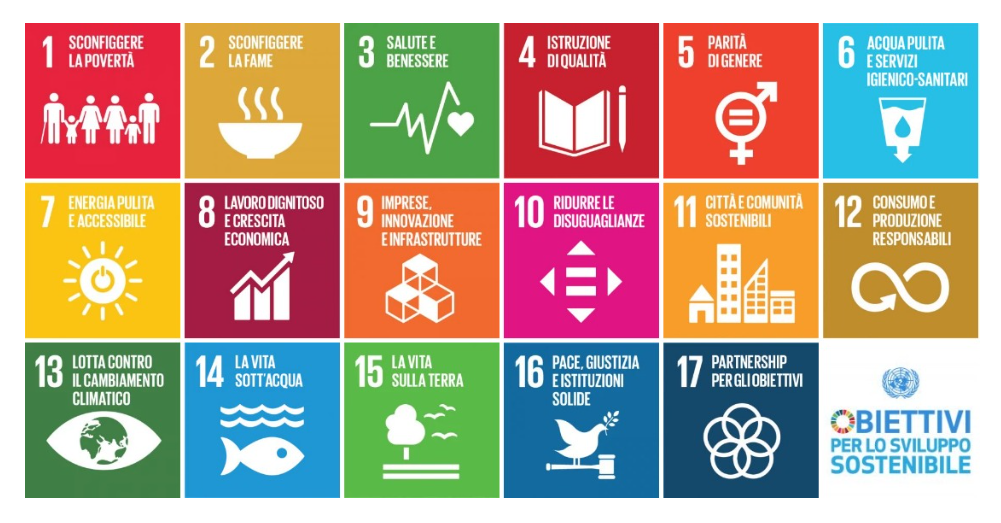 1 SCONFIGGERE
LA POVERTÀ
2 SCONFIGGERE
LA FAME
3 SALUTE E
BENESSERE
4 ISTRUZIONE
DI QUALITÀ
5 PARITÀ
DI GENERE
6 ACQUA PULITA
E SERVIZI
IGIENICO-SANITARI
7 ENERGIA PULITA
E ACCESSIBILE
8 LAVORO DIGNITOSO
E CRESCITA
ECONOMICA
9 IMPRESE,
INNOVAZIONE
E INFRASTRUTTURE
10 RIDURRE LE
DISUGUAGLIANZE
11 CITTÀ E COMUNITÀ
SOSTENIBILI
12 CONSUMO E
PRODUZIONE
RESPONSABILI
13 LOTTA CONTRO
IL CAMBIAMENTO
CLIMATICO
14 LA VITA
SOTT'ACQUA
15 LA VITA
SULLA TERRA
16 PACE, GIUSTIZIA
E ISTITUZIONI
SOLIDE
17 PARTNERSHIP
PER GLI OBIETTIVI
OBIETTIVI
PER LO SVILUPPO
SOSTENIBILE